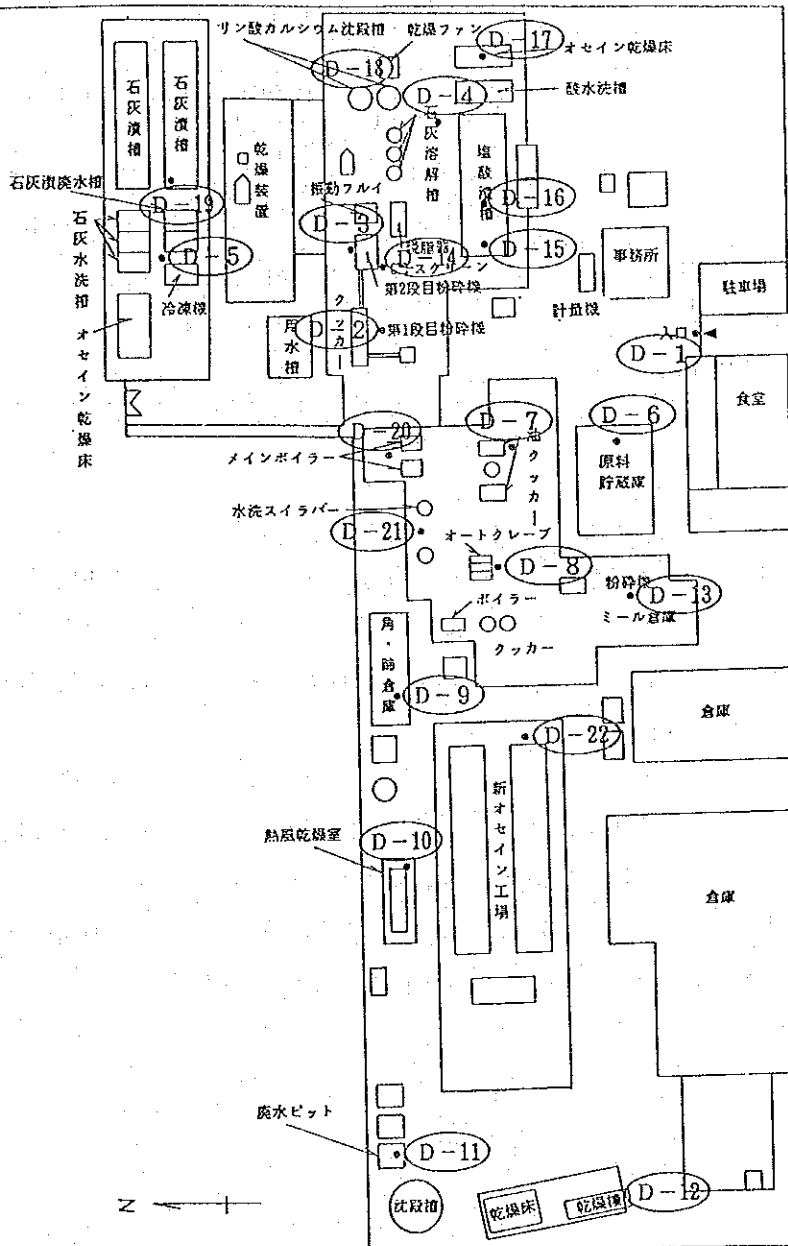 リン酸カルシウム沈殿槽
乾燥ファン
D-17
オセイン乾燥床
D-18
石灰漬槽
石灰漬槽
D-4
酸水洗槽
石灰溶解槽
乾燥装置
塩酸漬槽
石灰漬廃水槽
D-19
振動フルイ
D-16
石灰水洗槽
D-3
D-5
D-14
スクリーン
D-15
事務所
冷凍機
第2段目粉砕機
計量機
駐車場
クッカー
用水槽
D-2
第1段目粉砕機
入口
D-1
オセイン乾燥床
食堂
D-7
D-6
D-20
油クッカー
原料
貯蔵庫
メインボイラー
水洗スイラバー
D-21
オートクレーブ
D-8
粉砕機
D-13
ボイラー
ミール倉庫
角・蹄倉庫
クッカー
D-9
倉庫
D-22
新オセイン工場
D-10
熱風乾燥室
倉庫
廃水ピット
D-11
D-12
N
沈殿槽
乾燥床
乾燥機